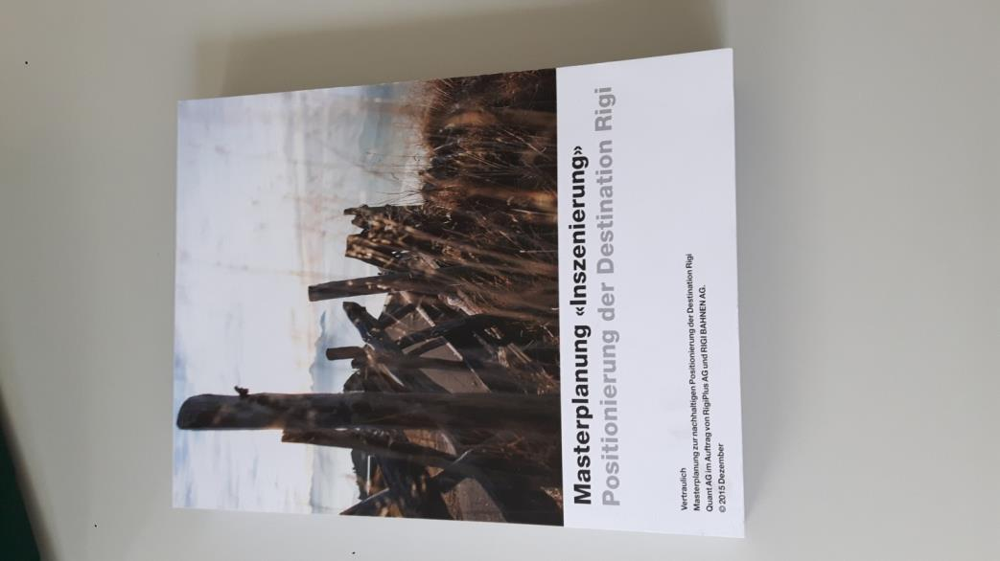 Masterplanung «Inszenierung»
Positionierung der Destination Rigi
Vertraulich
Masterplanung zur nachhaltigen Positionierung der Destination Rigi
Quant AG im Auftrag von RigiPlus AG und RIGI BAHNEN AG.
© 2015 Dezember